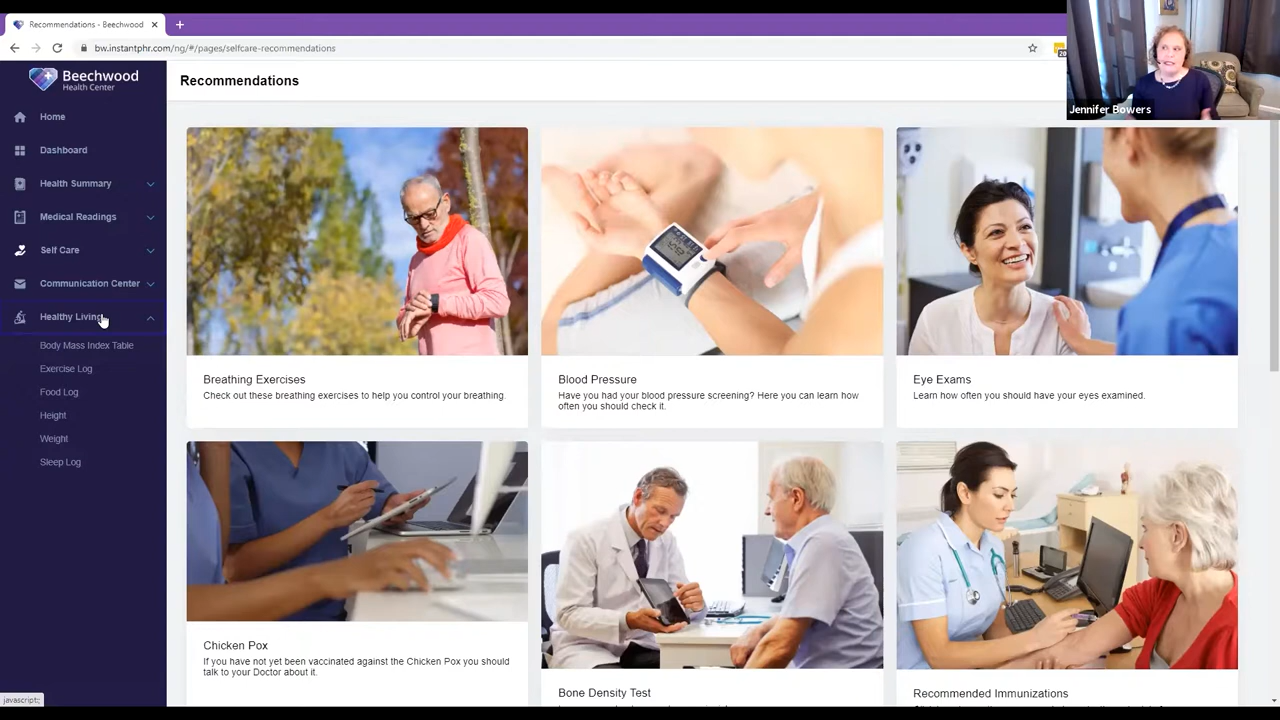 Recommendations - Beechwood
bw.instantphr.com/ng/#/pages/selfcare-recommendations
20
Jennifer Bowers
Beechwood
Health Center
Home
Dashboard
Health Summary
Medical Readings
Self Care
Communication Center
Healthy Living
Body Mass Index Table
Exercise Log
Food Log
Height
Weight
Sleep Log
javascript:;
Recommendations
Breathing Exercises
Check out these breathing exercises to help you control your breathing.
Blood Pressure
Have you had your blood pressure screening? Here you can learn how
often you should check it.
Eye Exams
Learn how often you should have your eyes examined.
Chicken Pox
If you have not yet been vaccinated against the Chicken Pox you should
talk to your Doctor about it.
Bone Density Test
Recommended Immunizations